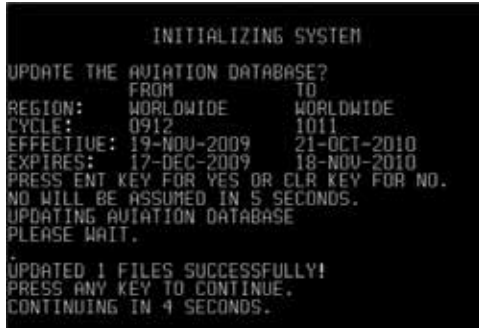 INITIALIZING SYSTEM
UPDATE THE AVIATION DATABASE?
FROM TO
REGION: WORLDWIDE WORLDWIDE
CYCLE: 0912 1011
EFFECTIVE: 19-NOV-2009 21-OCT-2010
EXPIRES: 17-DEC-2009 18-NOV-2010
PRESS ENT KEY FOR YES OR CLR KEY FOR NO.
NO WILL BE ASSUMED IN 5 SECONDS.
UPDATING AVIATION DATABASE
PLEASE WAIT.
.
UPDATED 1 FILES SUCCESSFULLY!
PRESS ANY KEY TO CONTINUE.
CONTINUING IN 4 SECONDS.